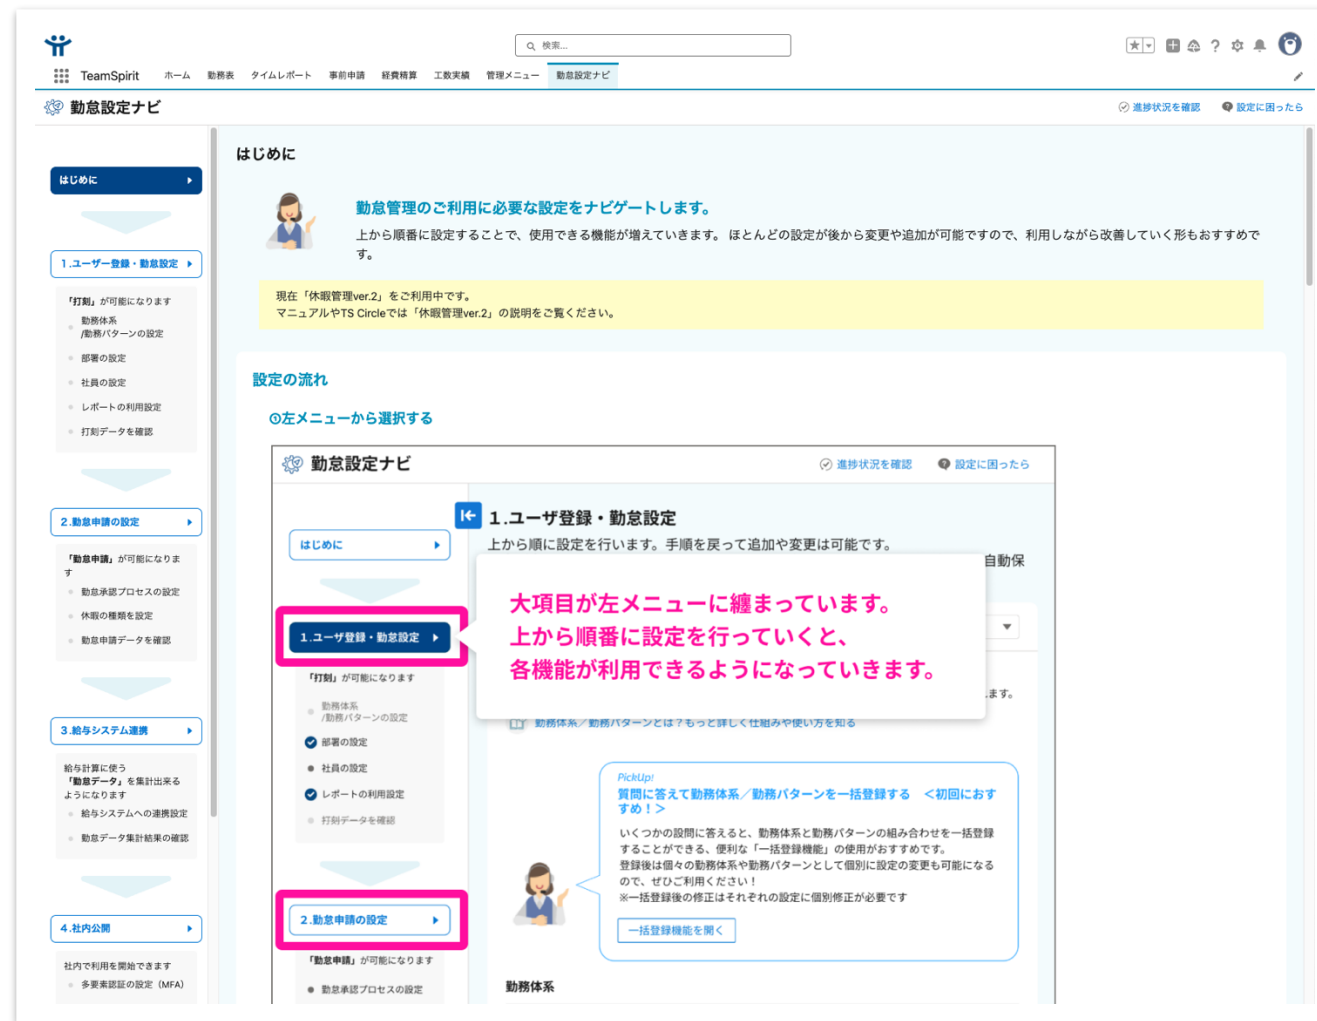 検索...
TeamSpirit ホーム 勤務表 タイムレポート 事前申請 経費精算 工数実績 管理メニュー 勤怠設定ナビ
勤怠設定ナビ
進捗状況を確認 設定に困ったら
はじめに
1.ユーザー登録・勤怠設定
「打刻」が可能になります
勤務体系
/勤務パターンの設定
部署の設定
社員の設定
レポートの利用設定
打刻データを確認
2.勤怠申請の設定
「勤怠申請」が可能になりま
す
勤怠承認プロセスの設定
休暇の種類を設定
勤怠申請データを確認
3.給与システム連携
給与計算に使う
「勤怠データ」を集計出来る
ようになります
給与システムへの連携設定
勤怠データ集計結果の確認
4.社内公開
社内で利用を開始できます
多要素認証の設定（MFA）
はじめに
勤怠管理のご利用に必要な設定をナビゲートします。
上から順番に設定することで、使用できる機能が増えていきます。 ほとんどの設定が後から変更や追加が可能ですので、利用しながら改善していく形もおすすめで
す。
現在「休暇管理ver.2」をご利用中です。
マニュアルやTS Circleでは「休暇管理ver.2」の説明をご覧ください。
設定の流れ
①左メニューから選択する
勤怠設定ナビ
進捗状況を確認 設定に困ったら
はじめに
1.ユーザ登録・勤怠設定
「打刻」が可能になります
勤務体系
/勤務パターンの設定
部署の設定
社員の設定
レポートの利用設定
打刻データを確認
2.勤怠申請の設定
「勤怠申請」が可能になります
勤怠承認プロセスの設定
1.ユーザ登録・勤怠設定
上から順に設定を行います。手順を戻って追加や変更は可能です。
自動保
大項目が左メニューに纏まっています。
上から順番に設定を行っていくと、
各機能が利用できるようになっていきます。
ます。
勤務体系／勤務パターンとは？もっと詳しく仕組みや使い方を知る
PickUp!
質問に答えて勤務体系／勤務パターンを一括登録する ＜初回におす
すめ！＞
いくつかの設問に答えると、勤務体系と勤務パターンの組み合わせを一括登録
することができる、便利な「一括登録機能」の使用がおすすめです。
登録後は個々の勤務体系や勤務パターンとして個別に設定の変更も可能になる
ので、ぜひご利用ください！
※一括登録後の修正はそれぞれの設定に個別修正が必要です
一括登録機能を開く
勤務体系